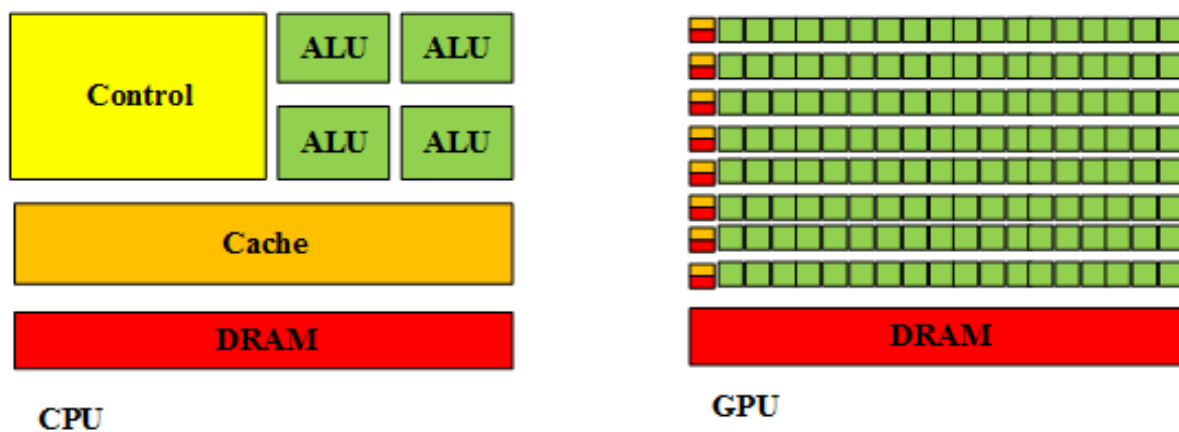 Control
ALU ALU
ALU ALU
Cache
DRAM
CPU
DRAM
GPU